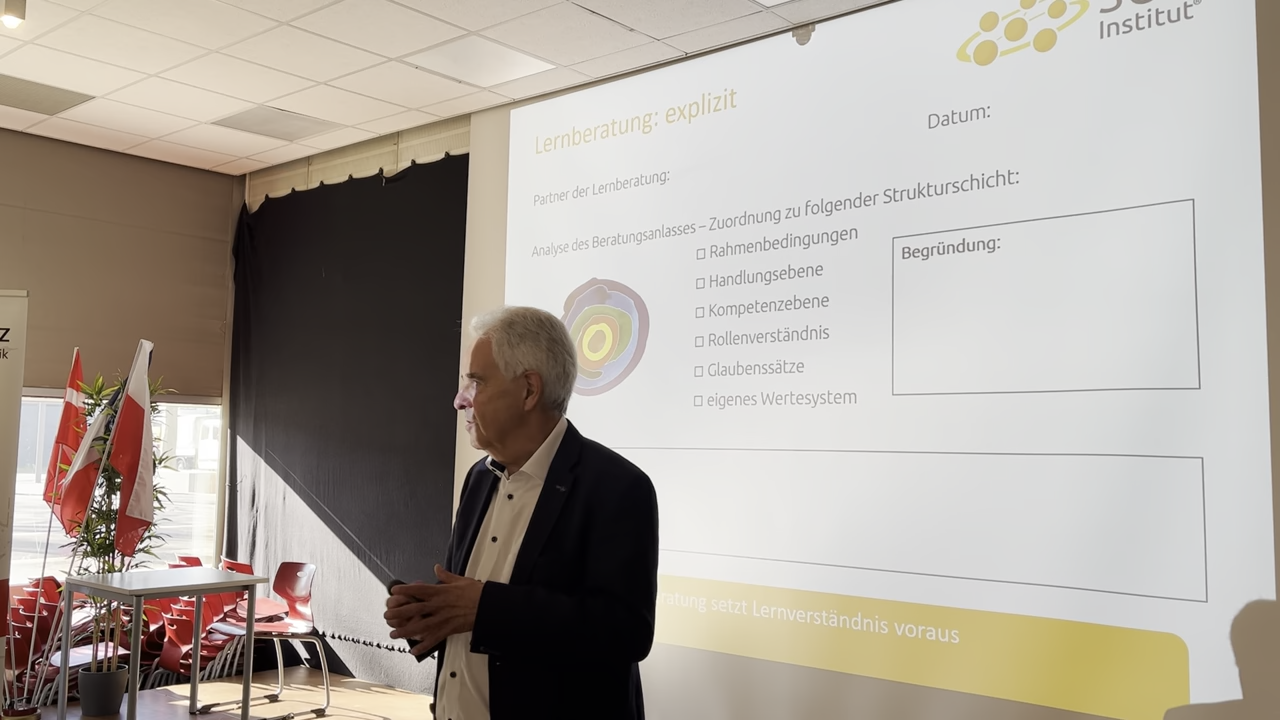 Institut®
Lernberatung: explizit
Datum:
Partner der Lernberatung:
Analyse des Beratungsanlasses – Zuordnung zu folgender Strukturschicht:
☐ Rahmenbedingungen
☐ Handlungsebene
☐ Kompetenzebene
☐ Rollenverständnis
☐ Glaubenssätze
☐ eigenes Wertesystem
Begründung:
setzt Lernverständnis voraus